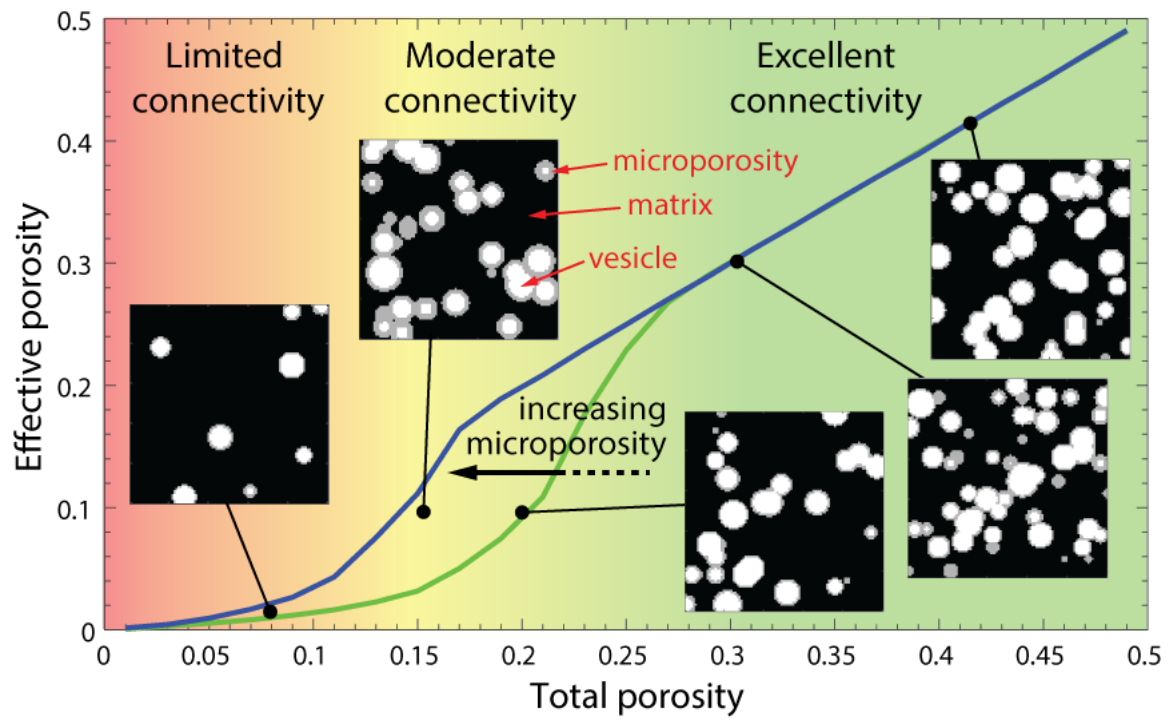 0.5
Limited
connectivity
Moderate
connectivity
Excellent
connectivity
0.4
microporosity
matrix
0.3
vesicle
Effective porosity
0.2
increasing
microporosity
0.1
0
0
0.05
0.1
0.15
0.2
0.25
0.3
0.35
0.4
0.45
0.5
Total porosity